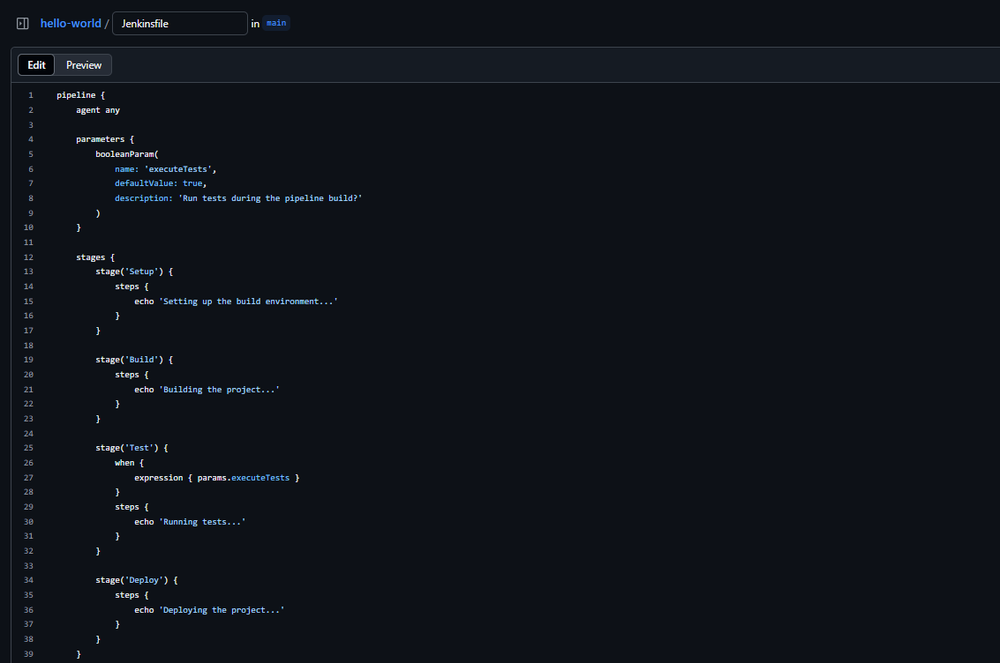 hello-world / Jenkinsfile in main
Edit Preview
1 pipeline {
2 agent any
3
4 parameters {
5 booleanParam(
6 name: 'executeTests',
7 defaultValue: true,
8 description: 'Run tests during the pipeline build?'
9 )
10 }
11
12 stages {
13 stage('Setup') {
14 steps {
15 echo 'Setting up the build environment...'
16 }
17 }
18
19 stage('Build') {
20 steps {
21 echo 'Building the project...'
22 }
23 }
24
25 stage('Test') {
26 when {
27 expression { params.executeTests }
28 }
29 steps {
30 echo 'Running tests...'
31 }
32 }
33
34 stage('Deploy') {
35 steps {
36 echo 'Deploying the project...'
37 }
38 }
39 }